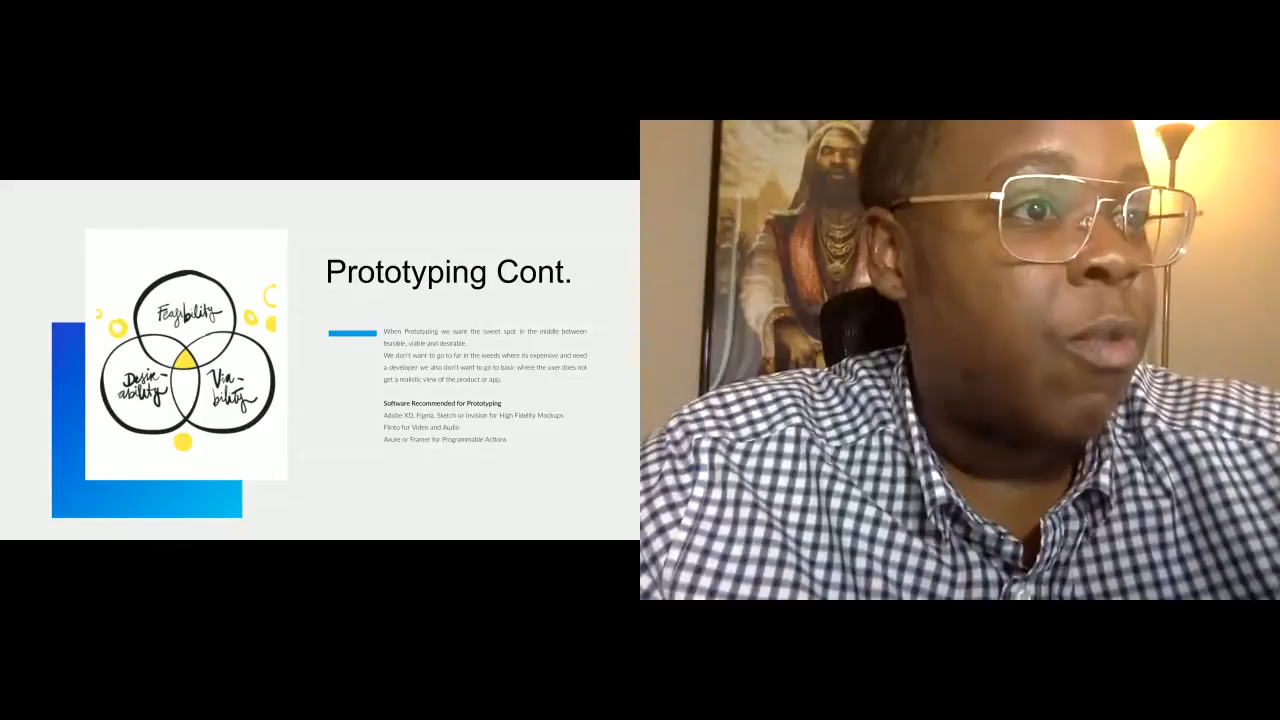 Feasibility
Desir-
ability
Via-
bility
Prototyping Cont.
When Prototyping we want the sweet spot in the middle between
feasible, viable and desirable.
We don't want to go to far in the weeds where its expensive and need
a developer we also don't want to go to basic where the user does not
get a realistic view of the product or app.
Software Recommended for Prototyping
Adobe XD, Figma, Sketch or Invision for High Fidelity Mockups
Flinto for Video and Audio
Axure or Framer for Programmable Actions